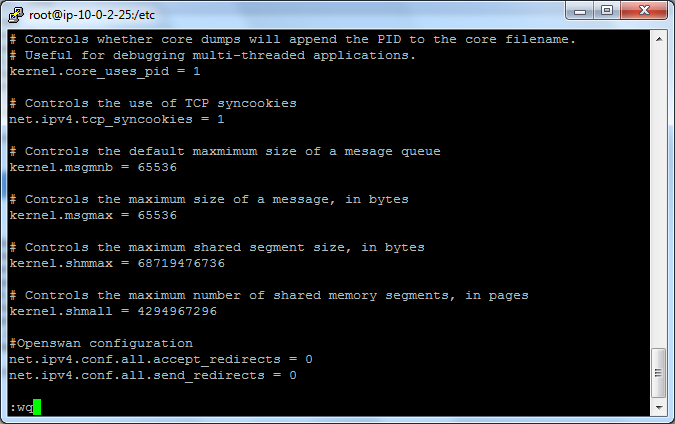 root@ip-10-0-2-25:/etc
# Controls whether core dumps will append the PID to the core filename.
# Useful for debugging multi-threaded applications.
kernel.core_uses_pid = 1
# Controls the use of TCP syncookies
net.ipv4.tcp_syncookies = 1
# Controls the default maxmimum size of a mesage queue
kernel.msgmnb = 65536
# Controls the maximum size of a message, in bytes
kernel.msgmax = 65536
# Controls the maximum shared segment size, in bytes
kernel.shmmax = 68719476736
# Controls the maximum number of shared memory segments, in pages
kernel.shmall = 4294967296
#Openswan configuration
net.ipv4.conf.all.accept_redirects = 0
net.ipv4.conf.all.send_redirects = 0
:wq